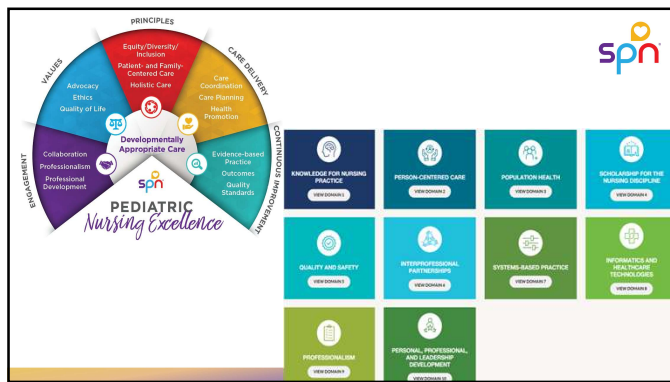 PRINCIPLES
VALUES
CARE DELIVERY
ENGAGEMENT
CONTINUOUS IMPROVEMENT
Equity/Diversity/
Inclusion
Patient- and Family-
Centered Care
Holistic Care
Advocacy
Ethics
Quality of Life
Care
Coordination
Care Planning
Health
Promotion
Collaboration
Professionalism
Professional
Development
Developmentally
Appropriate Care
Evidence-based
Practice
Outcomes
Quality
Standards
spn
PEDIATRIC
Nursing Excellence
spn
KNOWLEDGE FOR NURSING
PRACTICE
VIEW DOMAIN 1
PERSON-CENTERED CARE
VIEW DOMAIN 2
POPULATION HEALTH
VIEW DOMAIN 3
SCHOLARSHIP FOR THE
NURSING DISCIPLINE
VIEW DOMAIN 4
QUALITY AND SAFETY
VIEW DOMAIN 5
INTERPROFESSIONAL
PARTNERSHIPS
VIEW DOMAIN 6
SYSTEMS-BASED PRACTICE
VIEW DOMAIN 7
INFORMATICS AND
HEALTHCARE
TECHNOLOGIES
VIEW DOMAIN 8
PROFESSIONALISM
VIEW DOMAIN 9
PERSONAL, PROFESSIONAL,
AND LEADERSHIP
DEVELOPMENT
VIEW DOMAIN 10